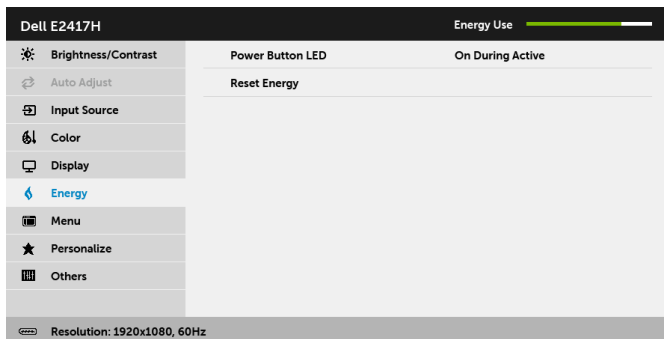 Dell E2417H Energy Use
Brightness/Contrast Power Button LED On During Active
Auto Adjust Reset Energy
Input Source
Color
Display
Energy
Menu
Personalize
Others
Resolution: 1920x1080, 60Hz